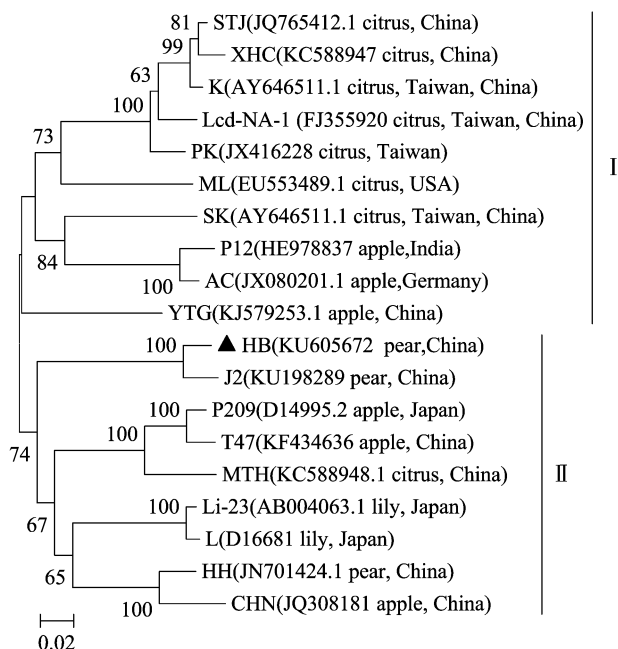 81 STJ(JQ765412.1 citrus, China)
99 XHC(KC588947 citrus, China)
63 K(AY646511.1 citrus, Taiwan, China)
100 Lcd-NA-1 (FJ355920 citrus, Taiwan, China)
73 PK(JX416228 citrus, Taiwan)
ML(EU553489.1 citrus, USA)
I
SK(AY646511.1 citrus, Taiwan, China)
84 P12(HE978837 apple,India)
100 AC(JX080201.1 apple,Germany)
YTG(KJ579253.1 apple, China)
100 ▲ HB(KU605672 pear,China)
J2(KU198289 pear, China)
100 P209(D14995.2 apple, Japan)
74 100 T47(KF434636 apple, China)
MTH(KC588948.1 citrus, China)
II
67 100 Li-23(AB004063.1 lily, Japan)
L(D16681 lily, Japan)
65 HH(JN701424.1 pear, China)
100 CHN(JQ308181 apple, China)
0.02